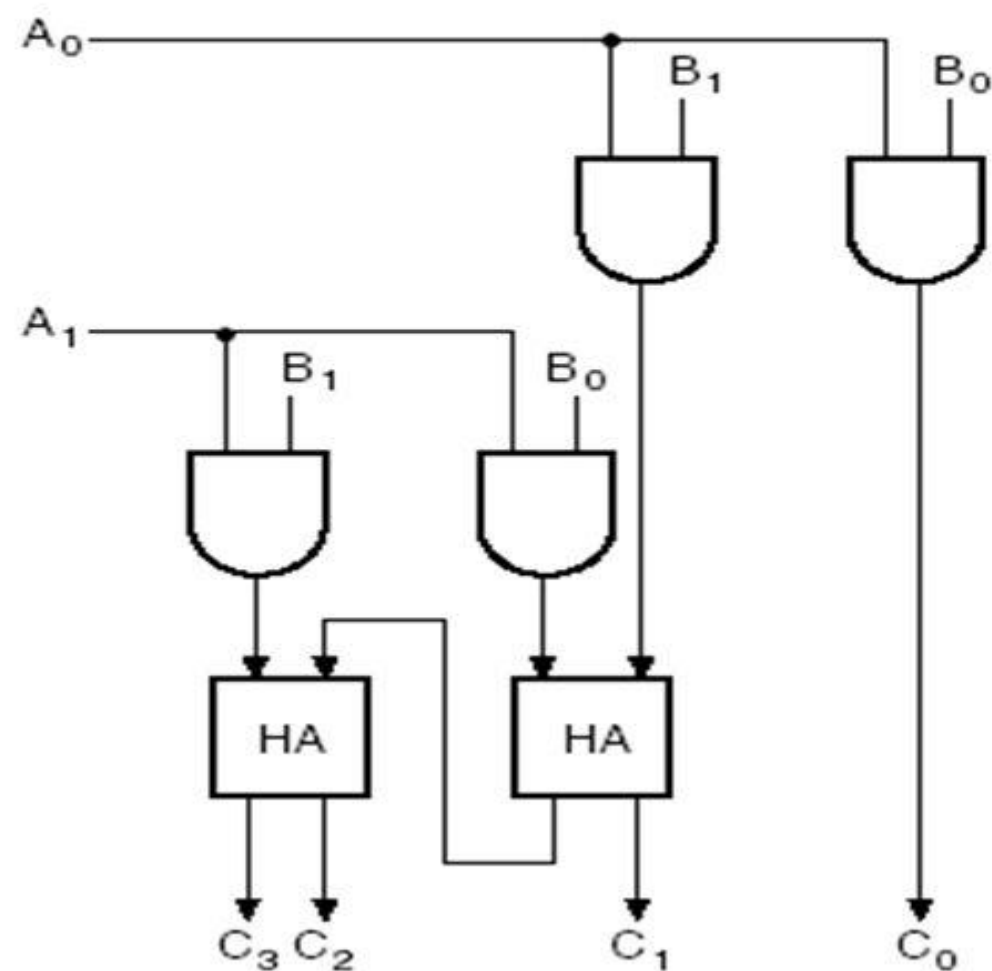 A₀
B₁ B₀
A₁
B₁ B₀
HA HA
C₃ C₂ C₁ C₀